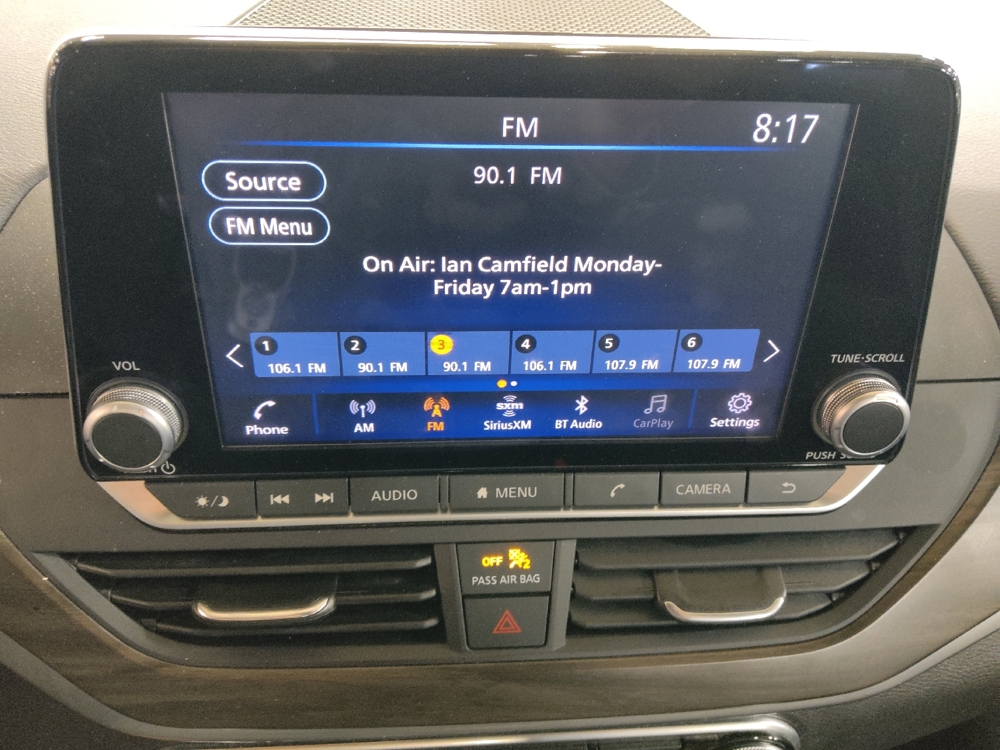 FM
8:17
Source
90.1 FM
FM Menu
On Air: Ian Camfield Monday-
Friday 7am-1pm
1 2 3 4 5 6
106.1 FM 90.1 FM 90.1 FM 106.1 FM 107.9 FM 107.9 FM
VOL
TUNE·SCROLL
Phone AM FM sxm SiriusXM BT Audio CarPlay Settings
PUSH
AUDIO MENU CAMERA
OFF 2
PASS AIR BAG